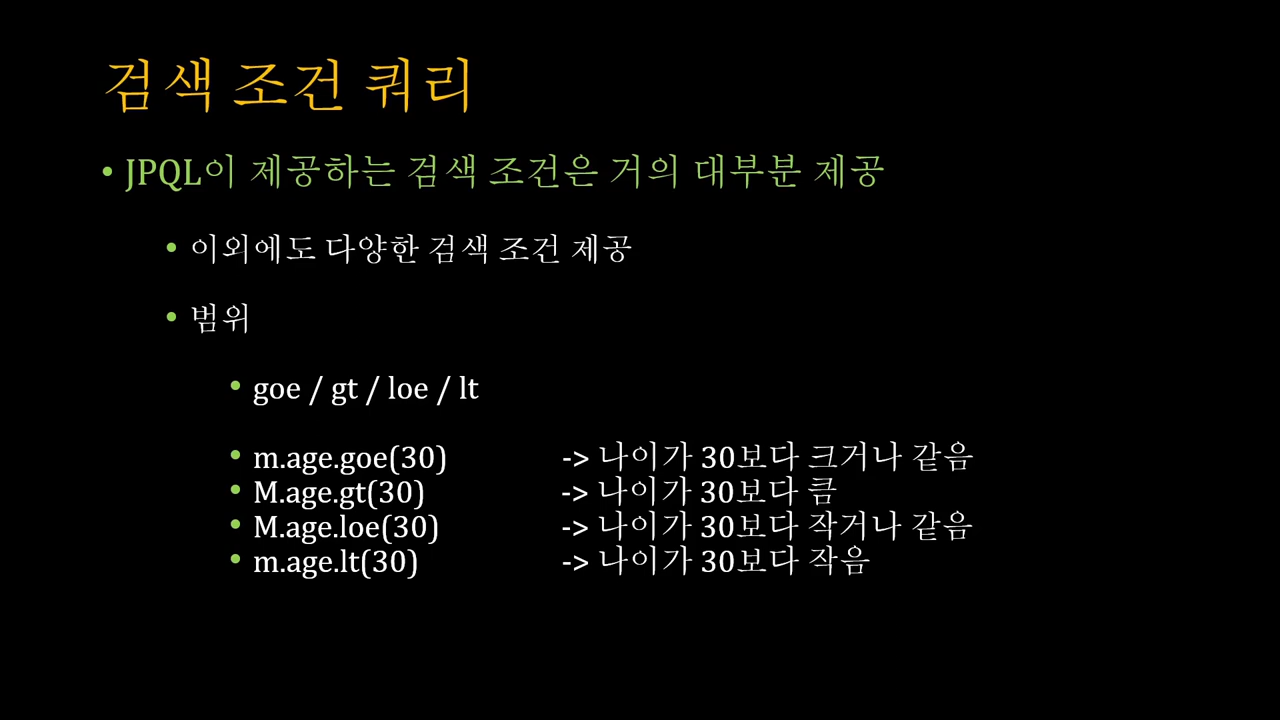 검색 조건 쿼리
• JPQL이 제공하는 검색 조건은 거의 대부분 제공
• 이외에도 다양한 검색 조건 제공
• 범위
• goe / gt / loe / lt
• m.age.goe(30) -> 나이가 30보다 크거나 같음
• M.age.gt(30) -> 나이가 30보다 큼
• M.age.loe(30) -> 나이가 30보다 작거나 같음
• m.age.lt(30) -> 나이가 30보다 작음